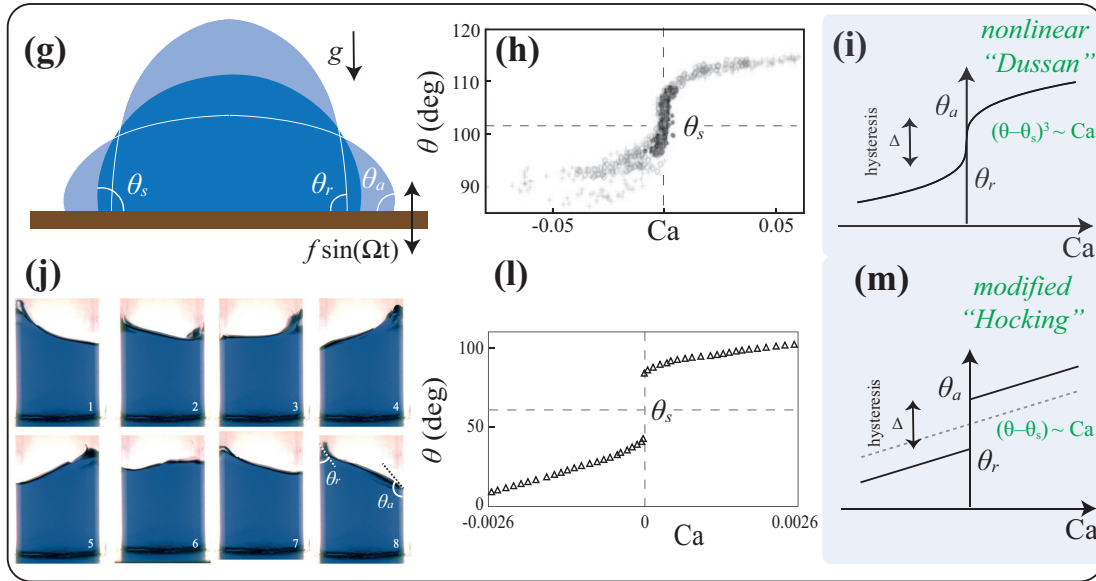 (g)
g
θs
θr
θa
f sin(Ωt)
(h)
120
110
100
90
θ (deg)
θs
-0.05
0.05
Ca
(i)
nonlinear
"Dussan"
θa
hysteresis
Δ
(θ–θs)³ ~ Ca
θr
Ca
(j)
1
2
3
4
5
6
7
8
θr
θa
(l)
100
50
0
θ (deg)
θs
-0.0026
0
0.0026
Ca
(m)
modified
"Hocking"
θa
hysteresis
Δ
(θ–θs) ~ Ca
θr
Ca